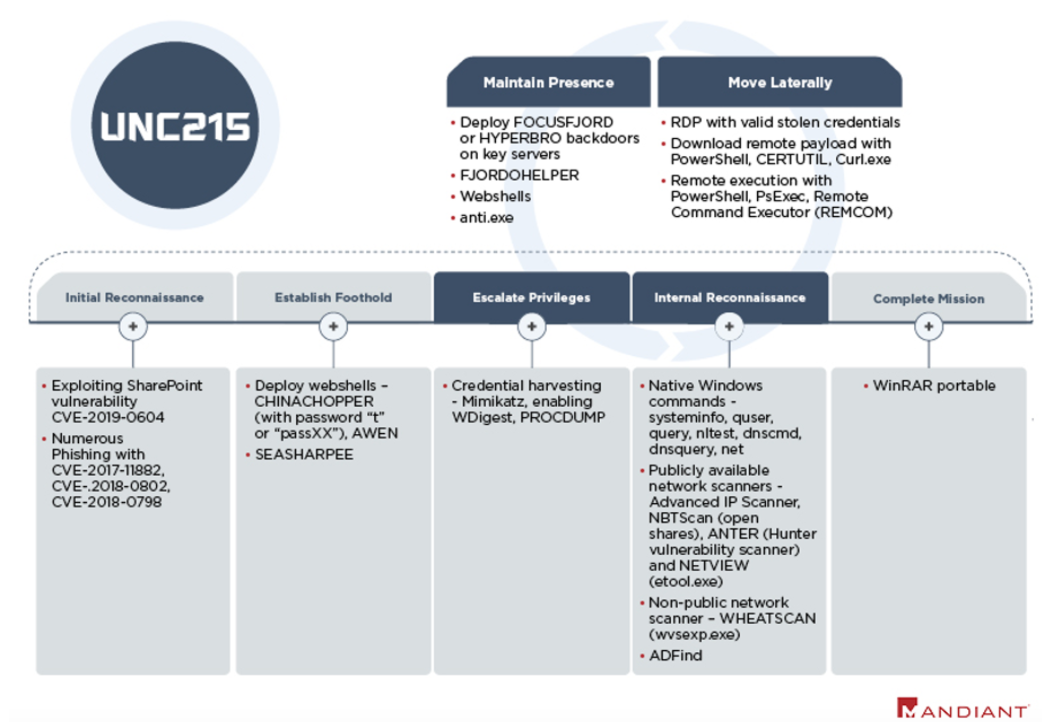 UNC215
Maintain Presence
• Deploy FOCUSFJORD
or HYPERBRO backdoors
on key servers
• FJORDOHELPER
• Webshells
• anti.exe
Move Laterally
• RDP with valid stolen credentials
• Download remote payload with
PowerShell, CERTUTIL, Curl.exe
• Remote execution with
PowerShell, PsExec, Remote
Command Executor (REMCOM)
Initial Reconnaissance
+
• Exploiting SharePoint
vulnerability
CVE-2019-0604
• Numerous
Phishing with
CVE-2017-11882,
CVE-.2018-0802,
CVE-2018-0798
Establish Foothold
+
• Deploy webshells –
CHINACHOPPER
(with password “t”
or “passXX”), AWEN
• SEASHARPEE
Escalate Privileges
+
• Credential harvesting
- Mimikatz, enabling
WDigest, PROCDUMP
Internal Reconnaissance
+
• Native Windows
commands -
systeminfo, quser,
query, nltest, dnscmd,
dnsquery, net
• Publicly available
network scanners -
Advanced IP Scanner,
NBTScan (open
shares), ANTER (Hunter
vulnerability scanner)
and NETVIEW
(etool.exe)
• Non-public network
scanner – WHEATSCAN
(wvsexp.exe)
• ADFind
Complete Mission
+
• WinRAR portable
MANDIANT